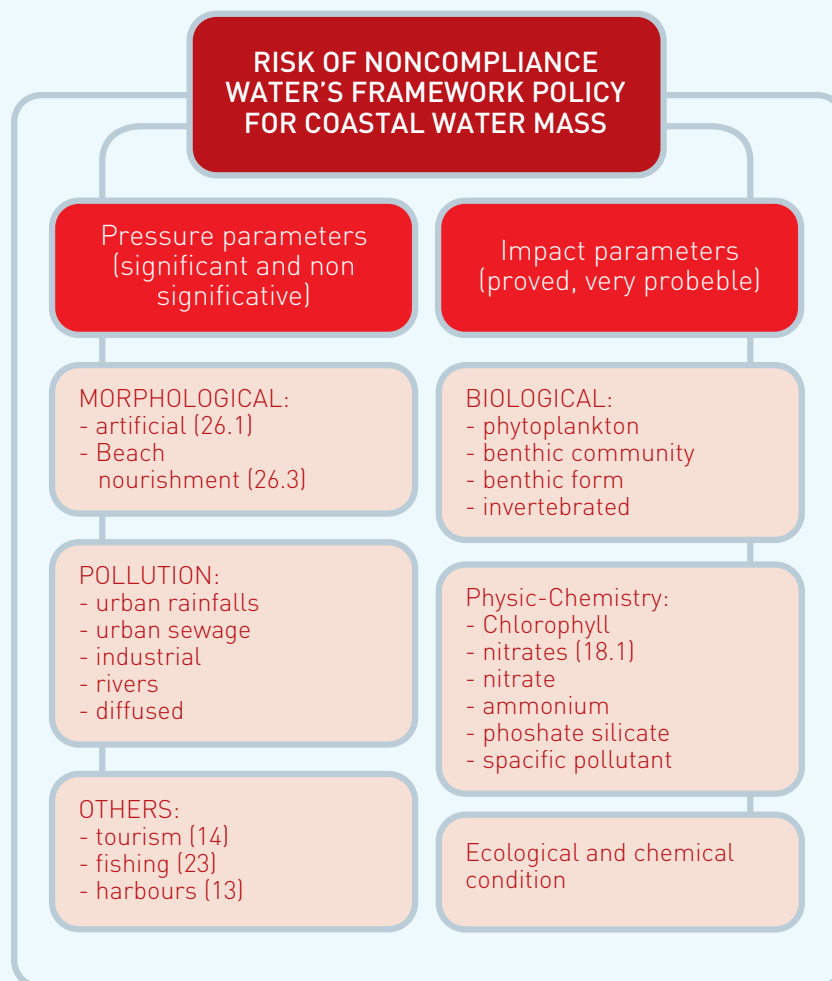 RISK OF NONCOMPLIANCE
WATER'S FRAMEWORK POLICY
FOR COASTAL WATER MASS
Pressure parameters
(significant and non
significative)
MORPHOLOGICAL:
- artificial (26.1)
- Beach
nourishment (26.3)
POLLUTION:
- urban rainfalls
- urban sewage
- industrial
- rivers
- diffused
OTHERS:
- tourism (14)
- fishing (23)
- harbours (13)
Impact parameters
(proved, very probeble)
BIOLOGICAL:
- phytoplankton
- benthic community
- benthic form
- invertebrated
Physic-Chemistry:
- Chlorophyll
- nitrates (18.1)
- nitrate
- ammonium
- phoshate silicate
- spacific pollutant
Ecological and chemical
condition